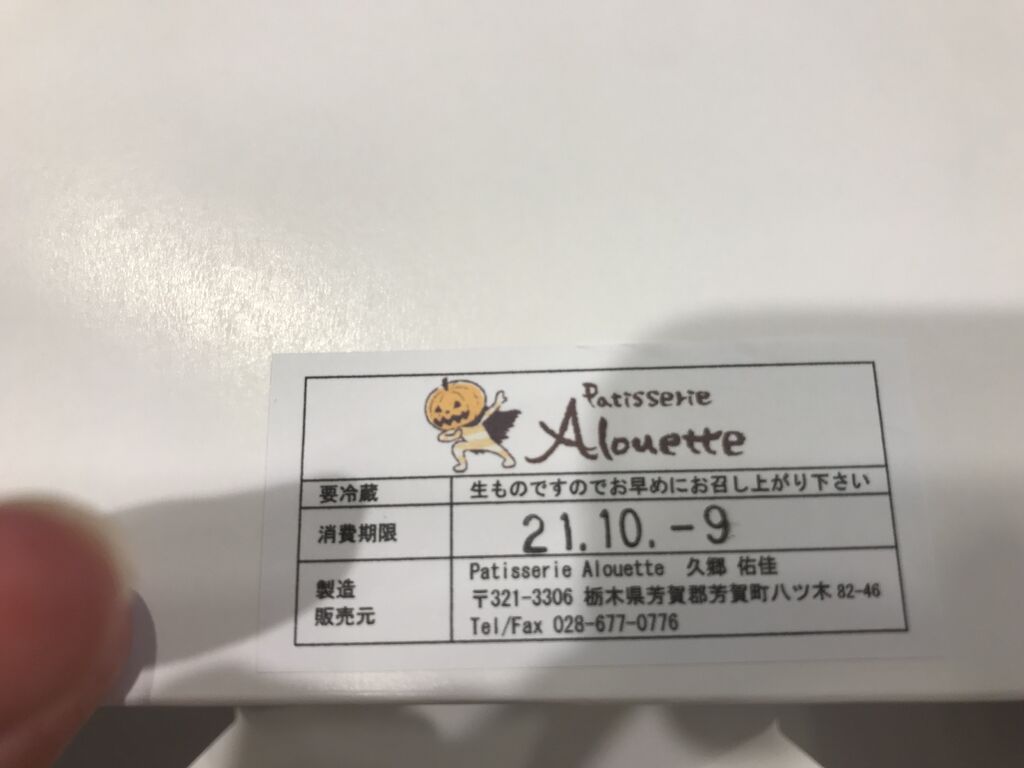 Patisserie
Alouette
要冷蔵 生ものですのでお早めにお召し上がり下さい
消費期限 21.10.-9
製造
販売元
Patisserie Alouette 久郷 佑佳
〒321-3306 栃木県芳賀郡芳賀町八ツ木 82-46
Tel/Fax 028-677-0776